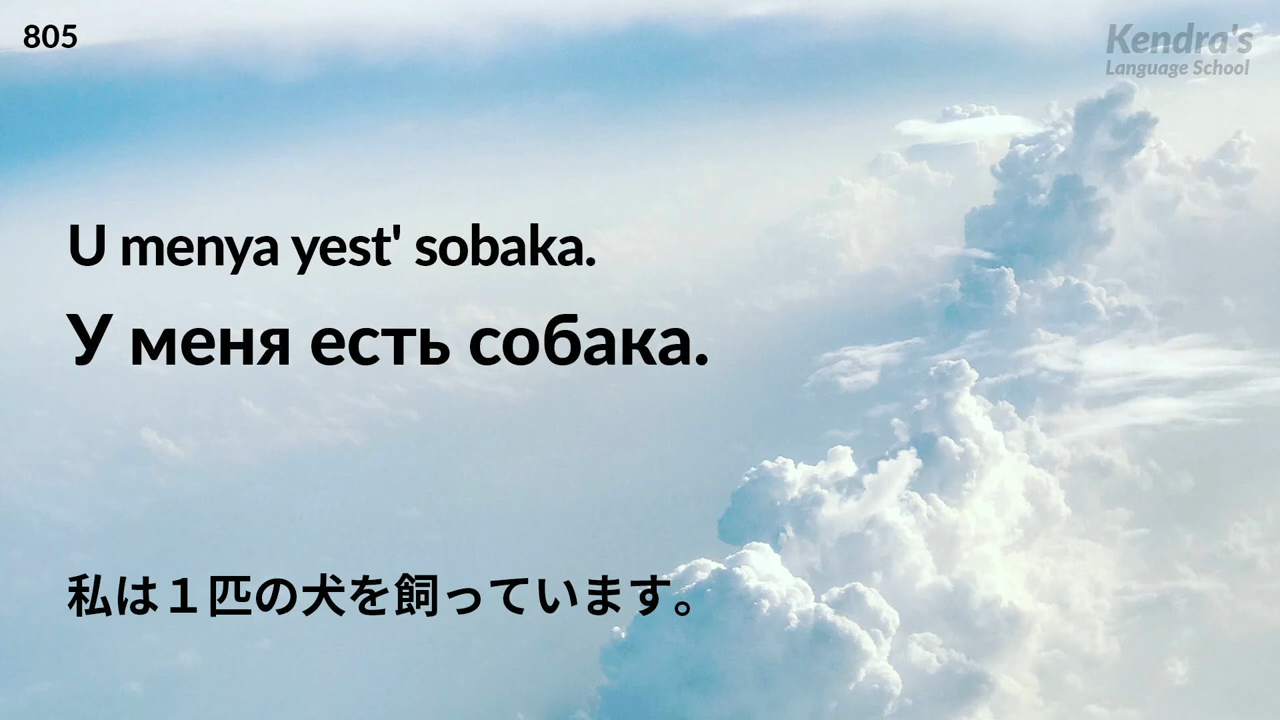 805
Kendra's
Language School
U menya yest' sobaka.
У меня есть собака.
私は１匹の犬を飼っています。